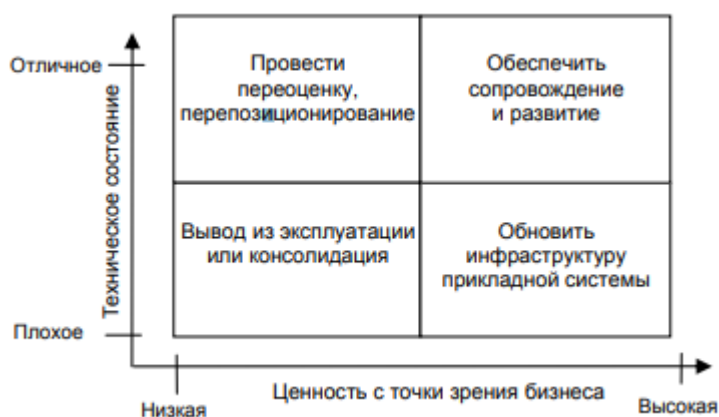 Отличное
Провести
переоценку,
перепозиционирование
Обеспечить
сопровождение
и развитие
Техническое состояние
Вывод из эксплуатации
или консолидация
Обновить
инфраструктуру
прикладной системы
Плохое
Низкая
Ценность с точки зрения бизнеса
Высокая